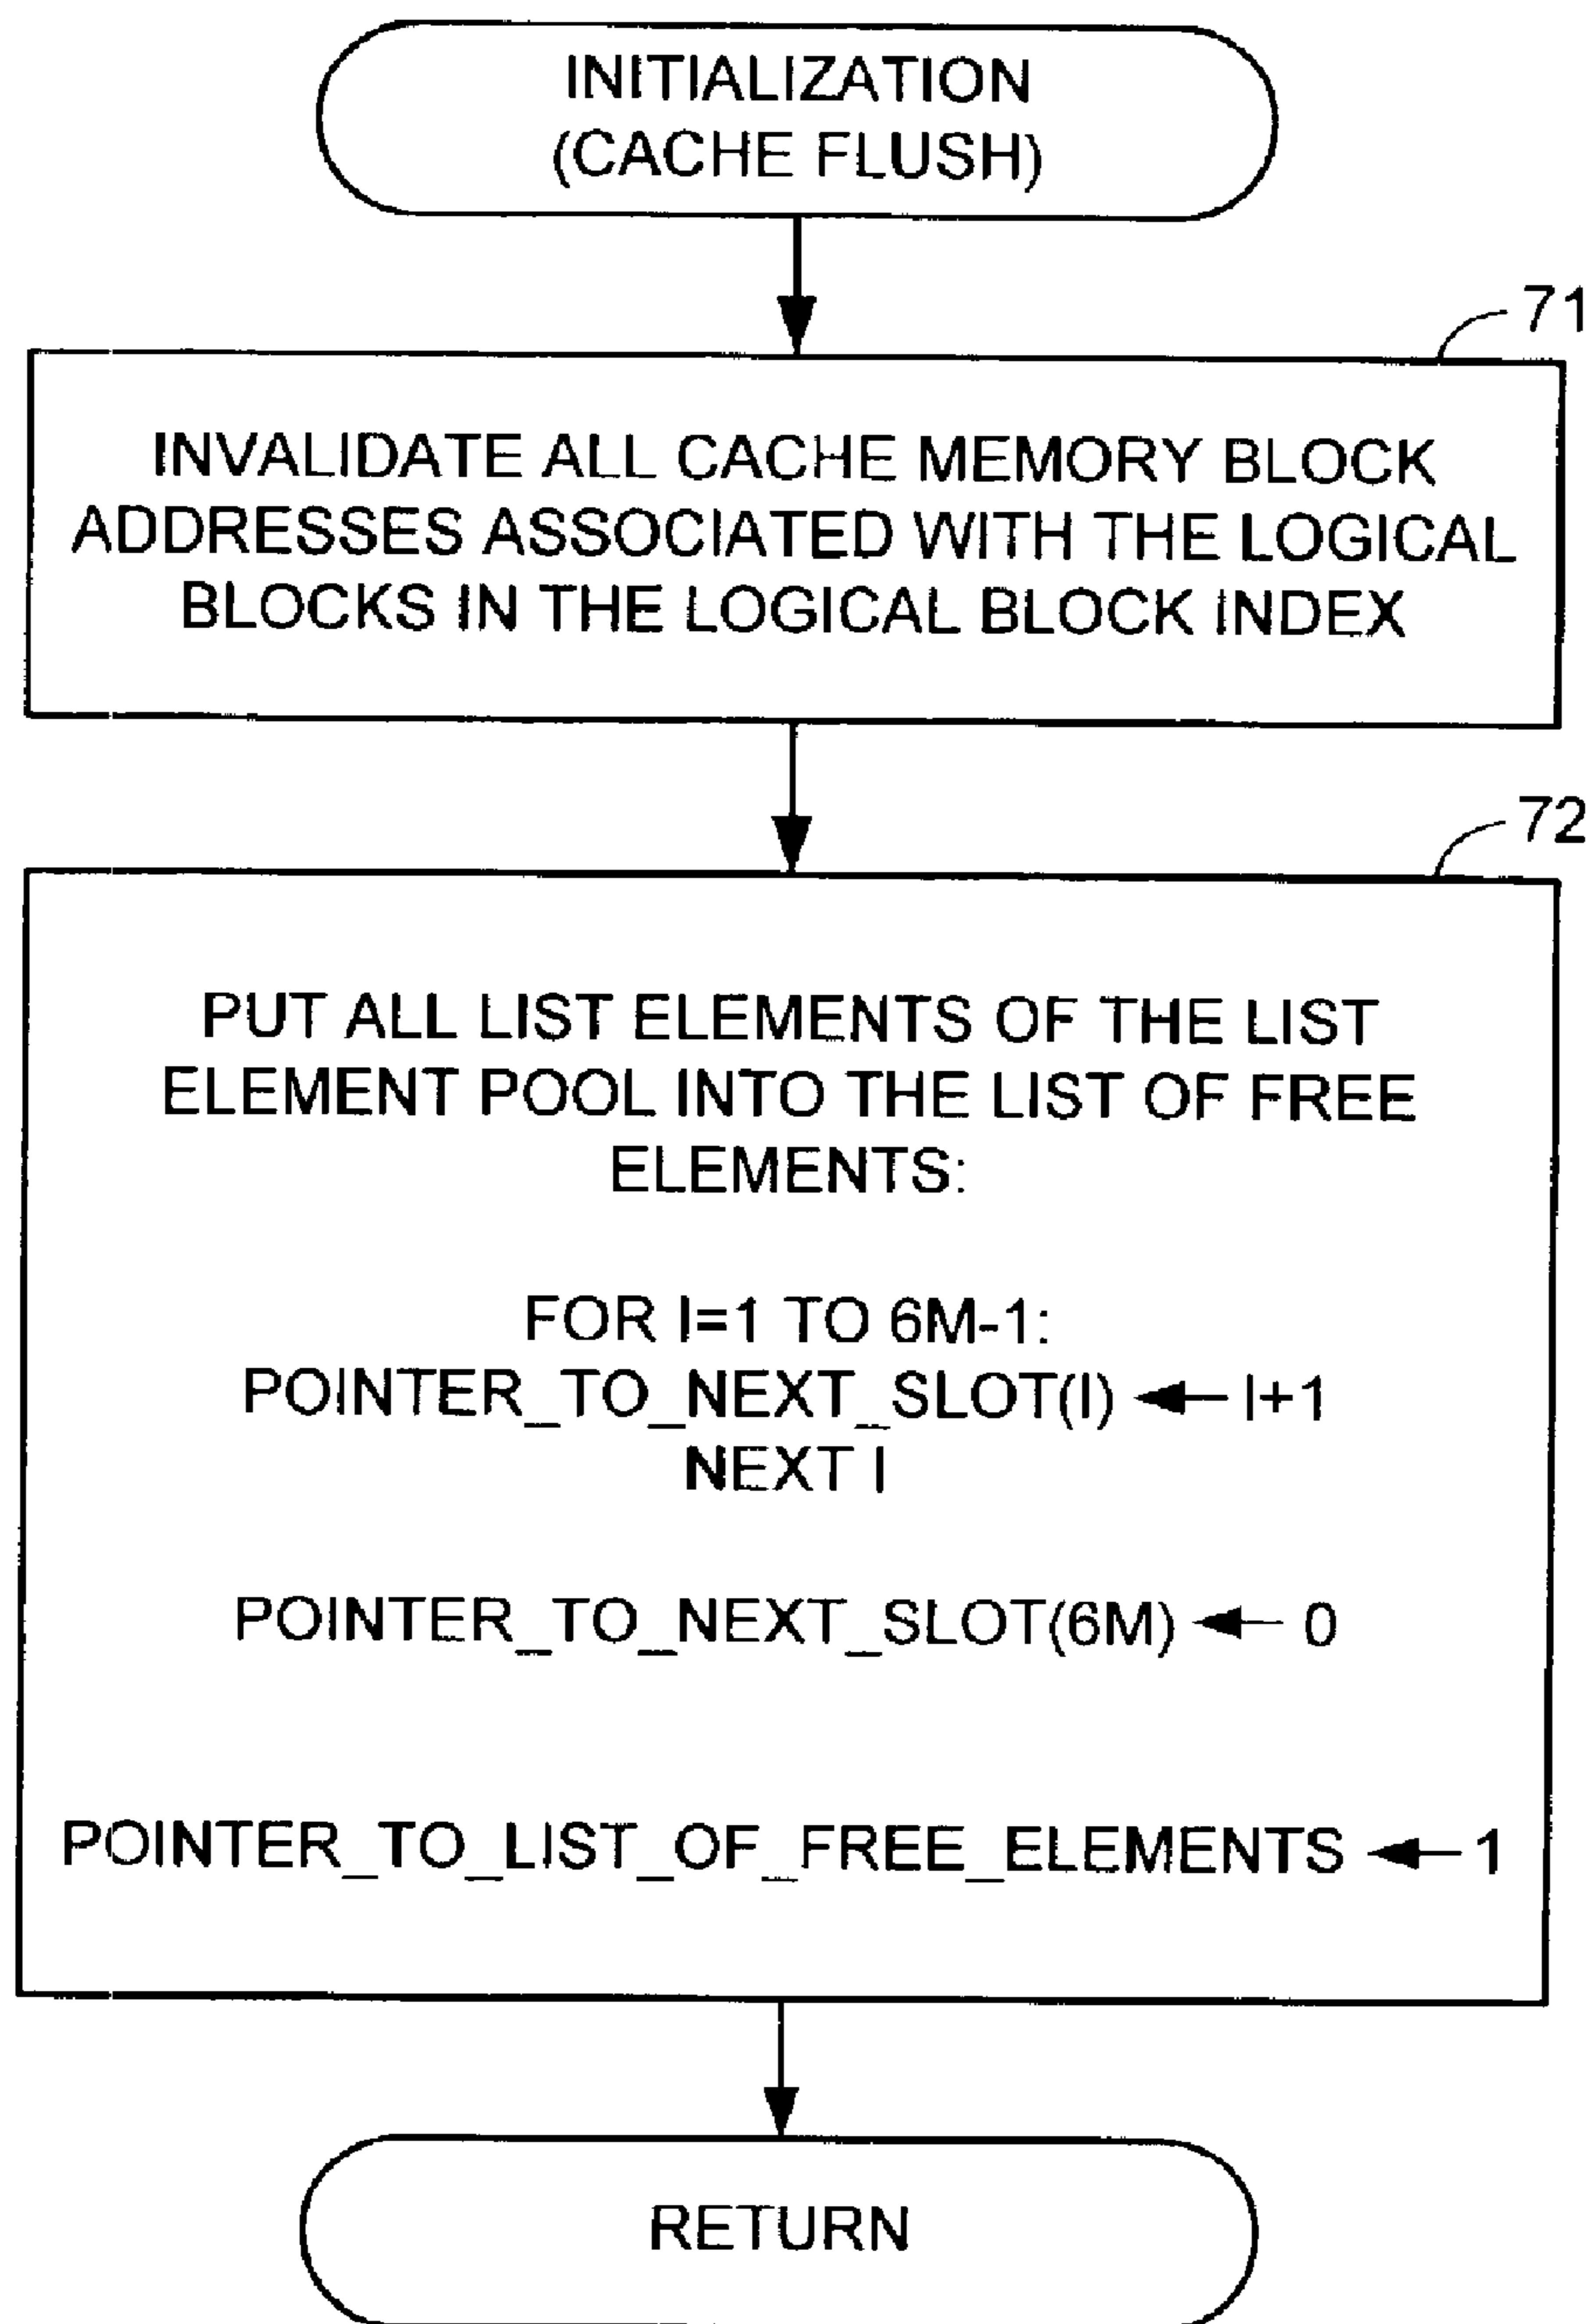 INITIALIZATION
(CACHE FLUSH)
71
INVALIDATE ALL CACHE MEMORY BLOCK
ADDRESSES ASSOCIATED WITH THE LOGICAL
BLOCKS IN THE LOGICAL BLOCK INDEX
72
PUT ALL LIST ELEMENTS OF THE LIST
ELEMENT POOL INTO THE LIST OF FREE
ELEMENTS:
FOR I=1 TO 6M-1:
POINTER_TO_NEXT_SLOT(I) ← I+1
NEXT I
POINTER_TO_NEXT_SLOT(6M) ← 0
POINTER_TO_LIST_OF_FREE_ELEMENTS ← 1
RETURN